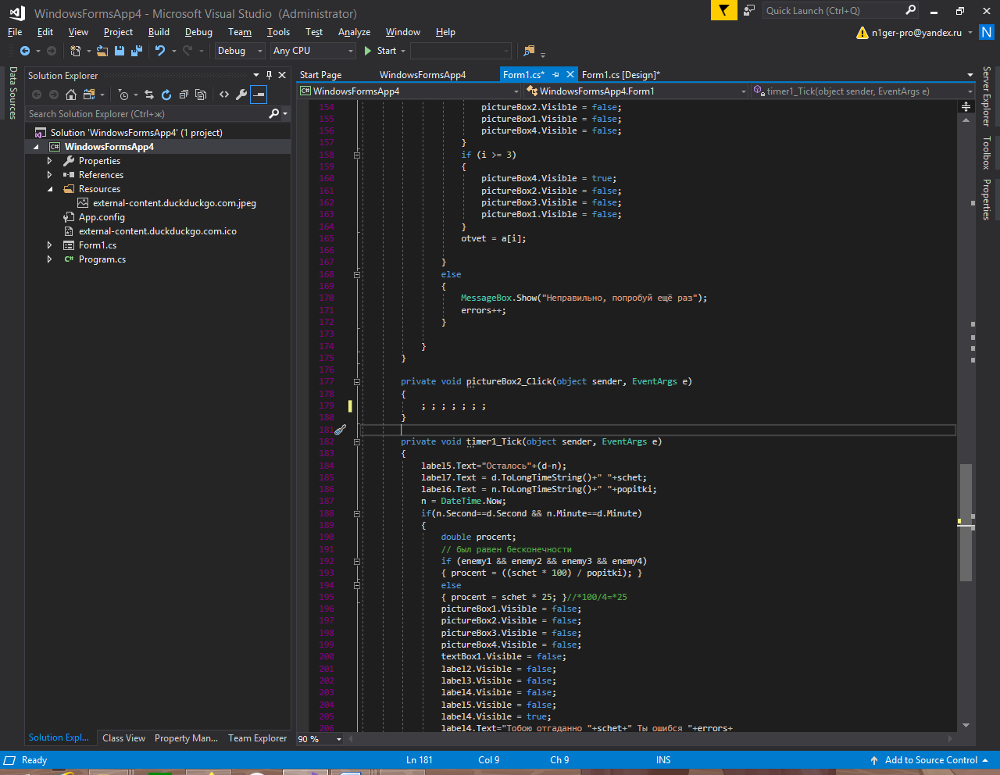 WindowsFormsApp4 - Microsoft Visual Studio (Administrator)
Quick Launch (Ctrl+Q)
File Edit View Project Build Debug Team Tools Test Analyze Window Help
n1ger-pro@yandex.ru N
Debug Any CPU Start
Data Sources
Solution Explorer
Search Solution Explorer (Ctrl+ж)
Solution 'WindowsFormsApp4' (1 project)
C# WindowsFormsApp4
Properties
References
Resources
external-content.duckduckgo.com.jpeg
App.config
external-content.duckduckgo.com.ico
Form1.cs
C# Program.cs
Solution Expl... Class View Property Man... Team Explorer
Start Page WindowsFormsApp4 Form1.cs* Form1.cs [Design]*
C# WindowsFormsApp4 WindowsFormsApp4.Form1 timer1_Tick(object sender, EventArgs e)
154 pictureBox2.Visible = false;
155 pictureBox1.Visible = false;
156 pictureBox4.Visible = false;
157 }
158 if (i >= 3)
159 {
160 pictureBox4.Visible = true;
161 pictureBox2.Visible = false;
162 pictureBox3.Visible = false;
163 pictureBox1.Visible = false;
164 }
165 otvet = a[i];
166
167 }
168 else
169 {
170 MessageBox.Show("Неправильно, попробуй ещё раз");
171 errors++;
172 }
173
174 }
175 }
176
177 private void pictureBox2_Click(object sender, EventArgs e)
178 {
179 ; ; ; ; ; ; ;
180 }
181
182 private void timer1_Tick(object sender, EventArgs e)
183 {
184 label5.Text="Осталось"+(d-n);
185 label7.Text = d.ToLongTimeString()+" "+schet;
186 label6.Text = n.ToLongTimeString()+" "+popitki;
187 n = DateTime.Now;
188 if(n.Second==d.Second && n.Minute==d.Minute)
189 {
190 double procent;
191 // был равен бесконечности
192 if (enemy1 && enemy2 && enemy3 && enemy4)
193 { procent = ((schet * 100) / popitki); }
194 else
195 { procent = schet * 25; }//*100/4=*25
196 pictureBox1.Visible = false;
197 pictureBox2.Visible = false;
198 pictureBox3.Visible = false;
199 pictureBox4.Visible = false;
200 textBox1.Visible = false;
201 label2.Visible = false;
202 label3.Visible = false;
203 label4.Visible = false;
204 label5.Visible = false;
205 label4.Visible = true;
206 label4.Text="Тобою отгаданно "+schet+" Ты ошибся "+errors+
90 %
Server Explorer
Toolbox
Properties
Ready Ln 181 Col 9 Ch 9 INS Add to Source Control